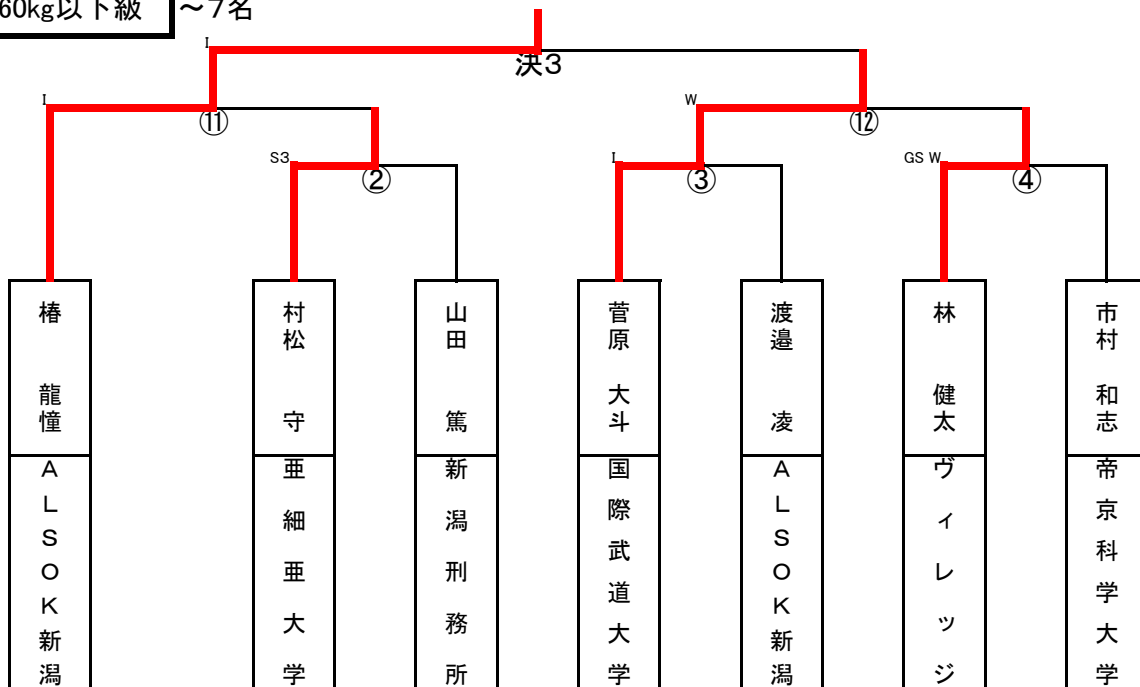 60kg以下級 ～7名
I
決3
I
⑪
W
⑫
S3
②
I
③
GS W
④
椿 龍憧
村松 守
山田 篤
菅原 大斗
渡邉 凌
林 健太
市村 和志
ALSOK新潟
亜細亜大学
新潟刑務所
国際武道大学
ALSOK新潟
ヴィレッジ
帝京科学大学